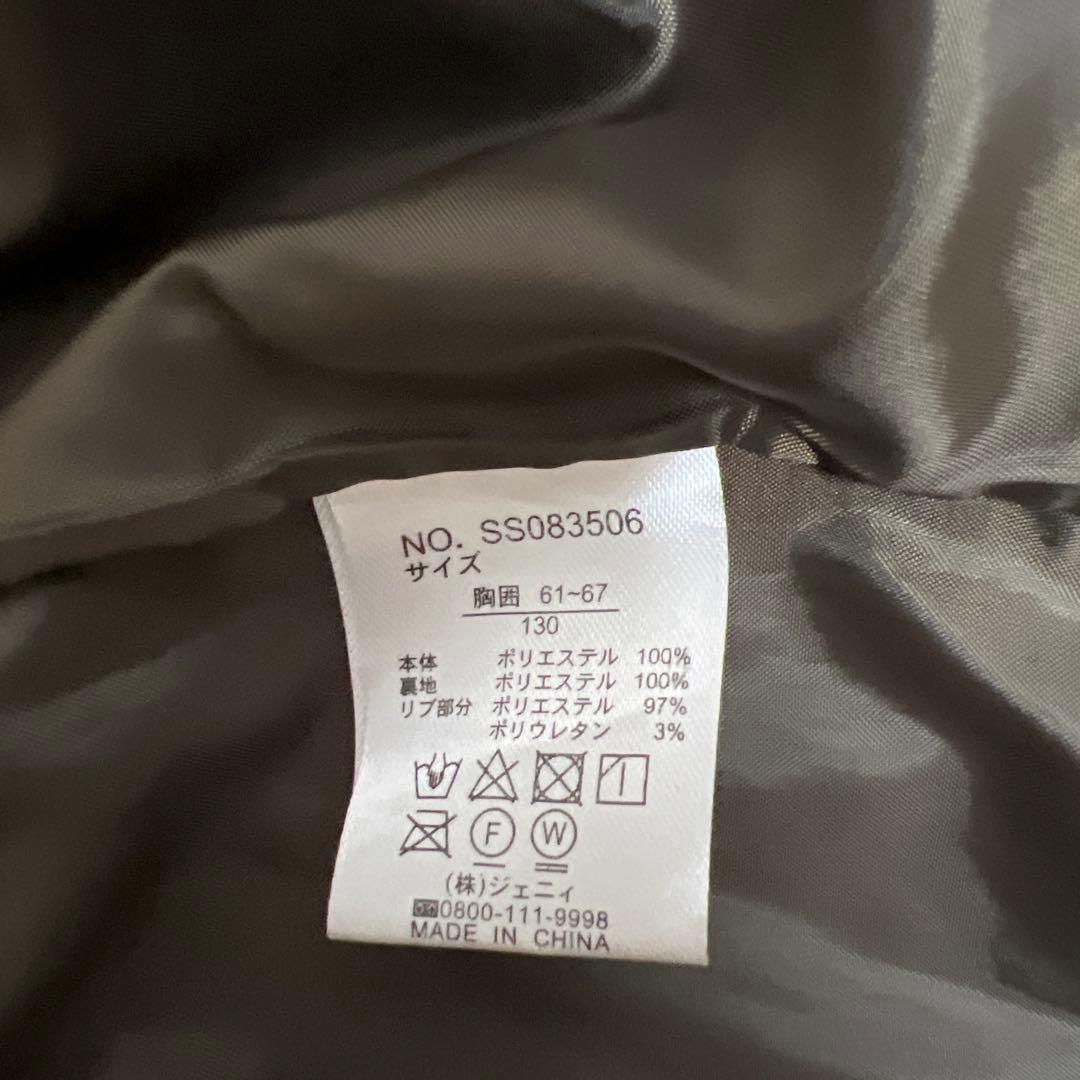 NO. SS083506
サイズ
胸囲 61~67
130
本体 ポリエステル 100%
裏地 ポリエステル 100%
リブ部分 ポリエステル 97%
ポリウレタン 3%
F W
(株)ジェニィ
0800-111-9998
MADE IN CHINA